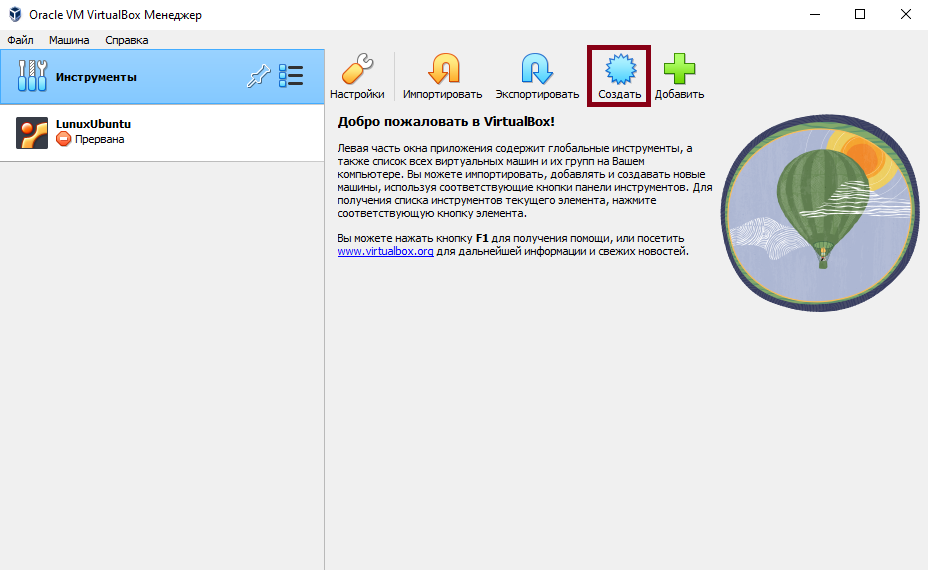 Oracle VM VirtualBox Менеджер
Файл Машина Справка
Инструменты
LunuxUbuntu
Прервана
Настройки Импортировать Экспортировать Создать Добавить
Добро пожаловать в VirtualBox!
Левая часть окна приложения содержит глобальные инструменты, а
также список всех виртуальных машин и их групп на Вашем
компьютере. Вы можете импортировать, добавлять и создавать новые
машины, используя соответствующие кнопки панели инструментов. Для
получения списка инструментов текущего элемента, нажмите
соответствующую кнопку элемента.
Вы можете нажать кнопку F1 для получения помощи, или посетить
www.virtualbox.org для дальнейшей информации и свежих новостей.